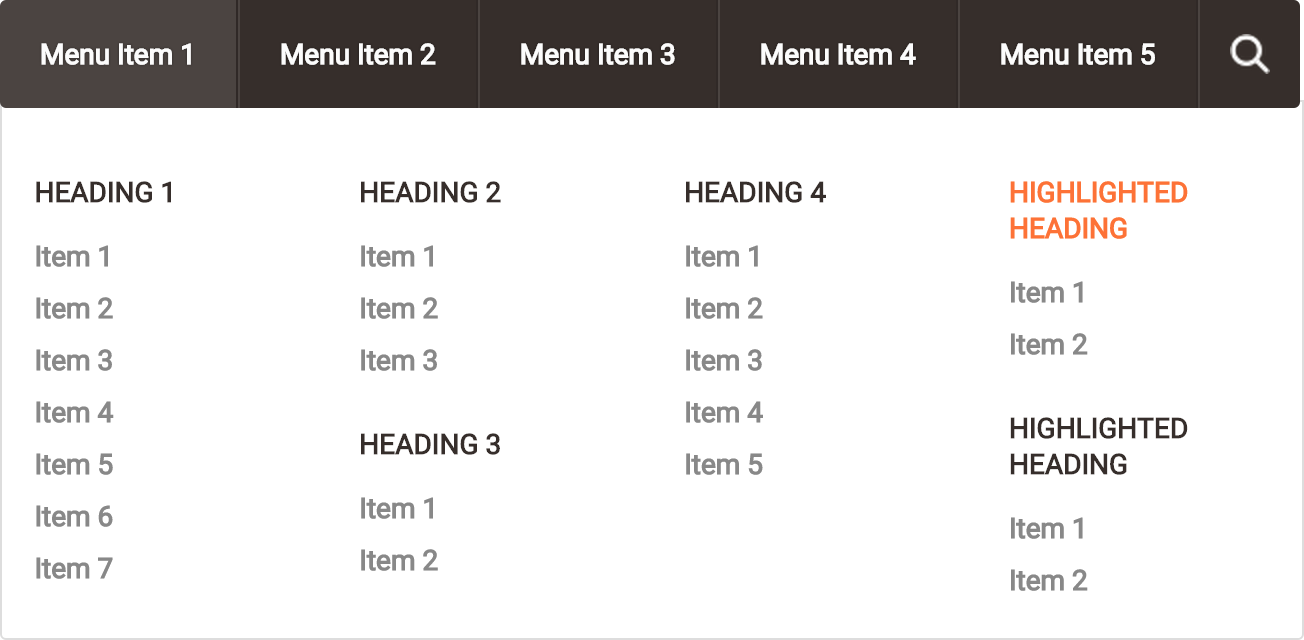 Menu Item 1
Menu Item 2
Menu Item 3
Menu Item 4
Menu Item 5
HEADING 1
Item 1
Item 2
Item 3
Item 4
Item 5
Item 6
Item 7
HEADING 2
Item 1
Item 2
Item 3
HEADING 3
Item 1
Item 2
HEADING 4
Item 1
Item 2
Item 3
Item 4
Item 5
HIGHLIGHTED
HEADING
Item 1
Item 2
HIGHLIGHTED
HEADING
Item 1
Item 2